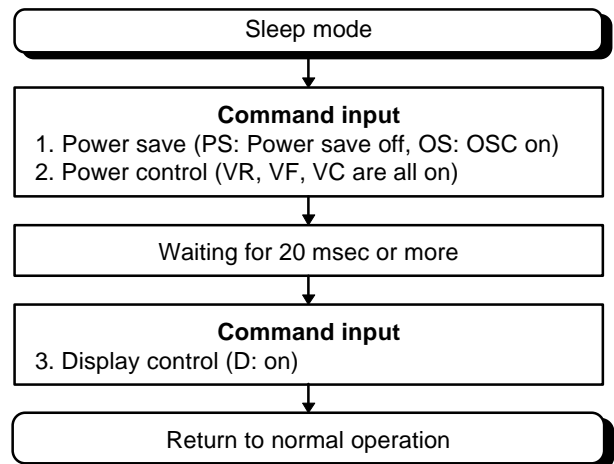 Sleep mode
Command input
1. Power save (PS: Power save off, OS: OSC on)
2. Power control (VR, VF, VC are all on)
Waiting for 20 msec or more
Command input
3. Display control (D: on)
Return to normal operation